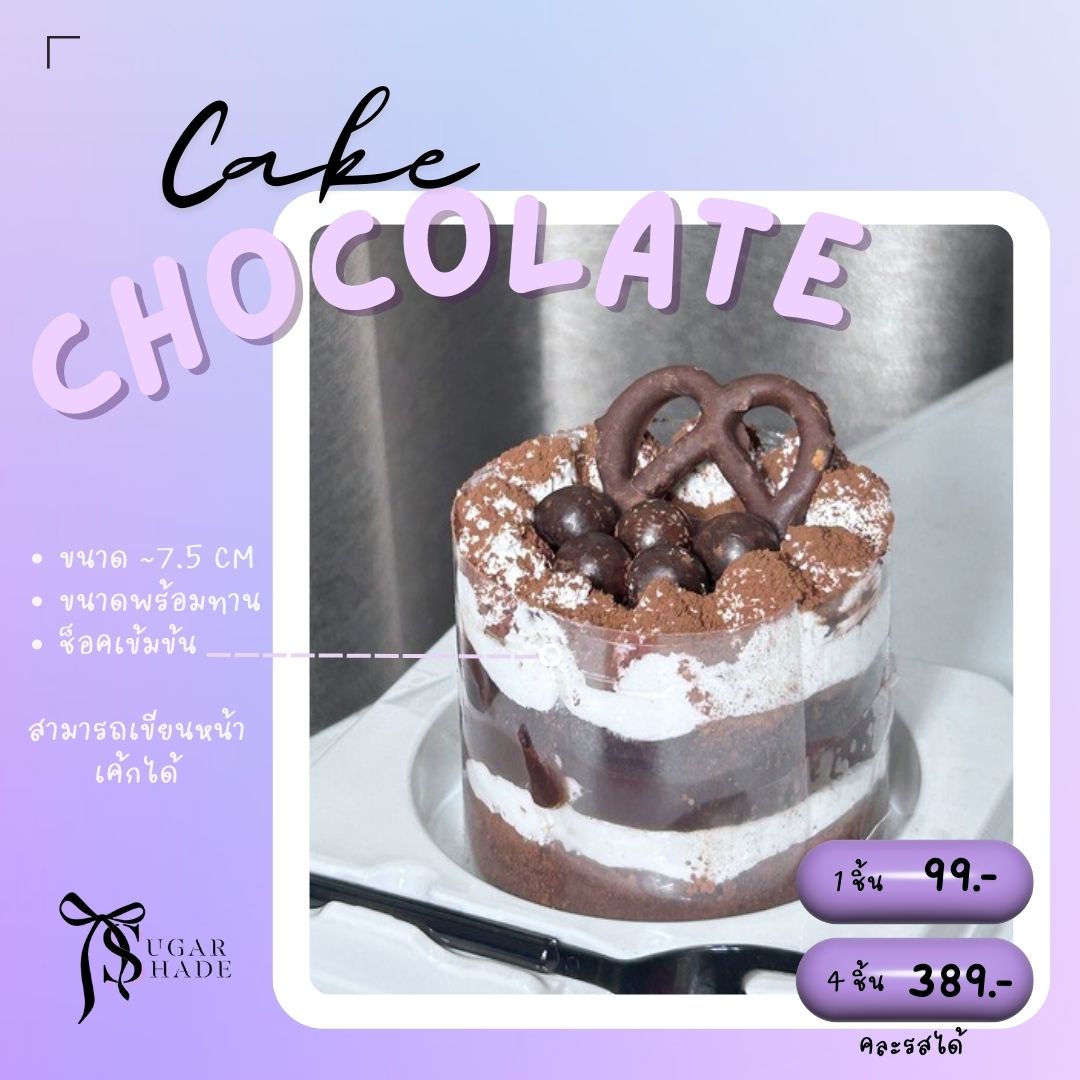 Cake
CHOCOLATE
• ขนาด ~7.5 CM
• ขนาดพร้อมทาน
• ช็อคเข้มข้น
สามารถเขียนหน้า
เค้กได้
SUGAR
SHADE
1 ชิ้น 99.-
4 ชิ้น 389.-
คละรสได้